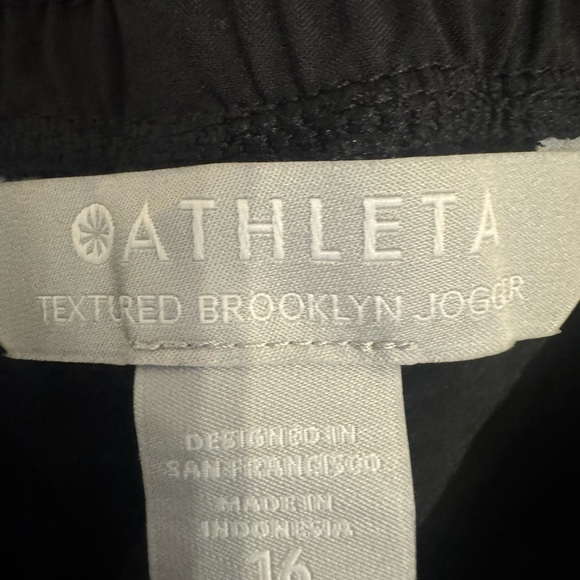 ATHLETA
TEXTURED BROOKLYN JOGGER
DESIGNED IN
SAN FRANCISCO
MADE IN
INDONESIA
16